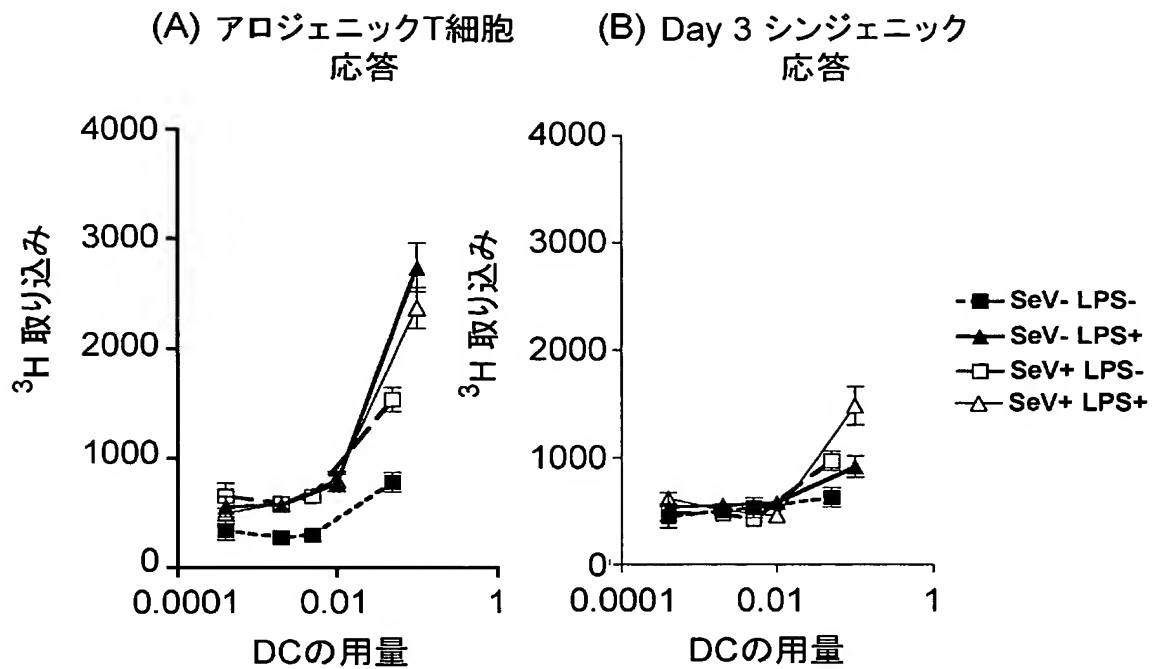 (A) アロジェニックT細胞
応答
(B) Day 3 シンジェニック
応答
4000
3000
2000
1000
0
0.0001
0.01
1
³H 取り込み
DCの用量
4000
3000
2000
1000
0
0.0001
0.01
1
³H 取り込み
DCの用量
SeV- LPS-
SeV- LPS+
SeV+ LPS-
SeV+ LPS+